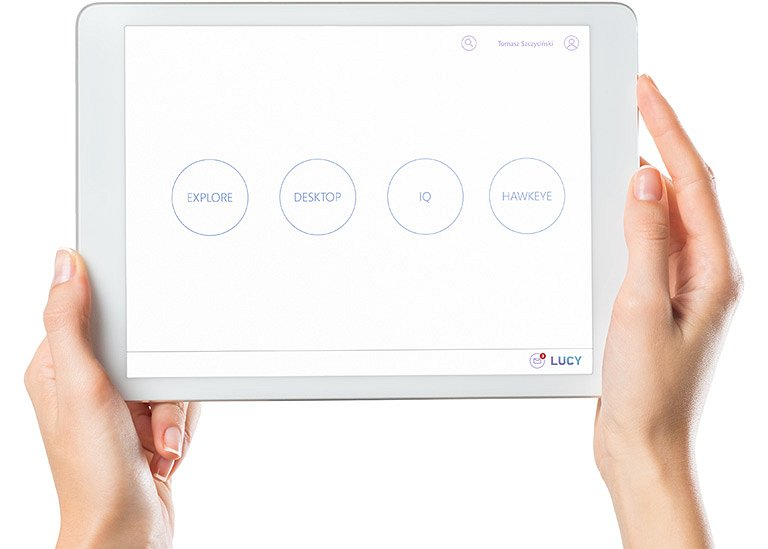 Tomasz Szczyciński
EXPLORE DESKTOP IQ HAWKEYE
LUCY